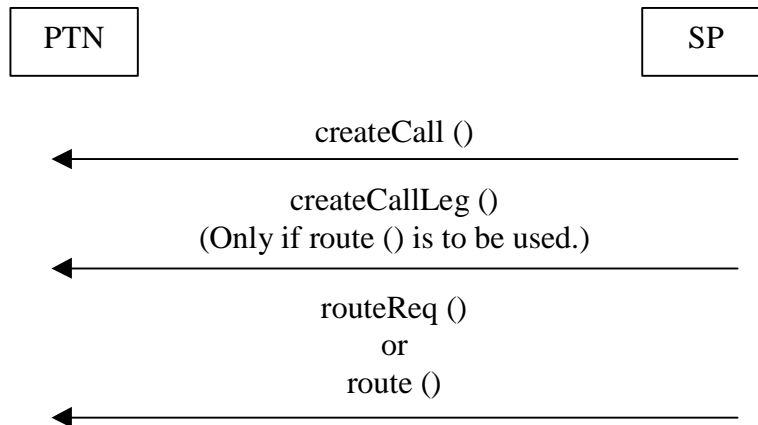 PTN
SP
createCall ()
createCallLeg ()
(Only if route () is to be used.)
routeReq ()
or
route ()